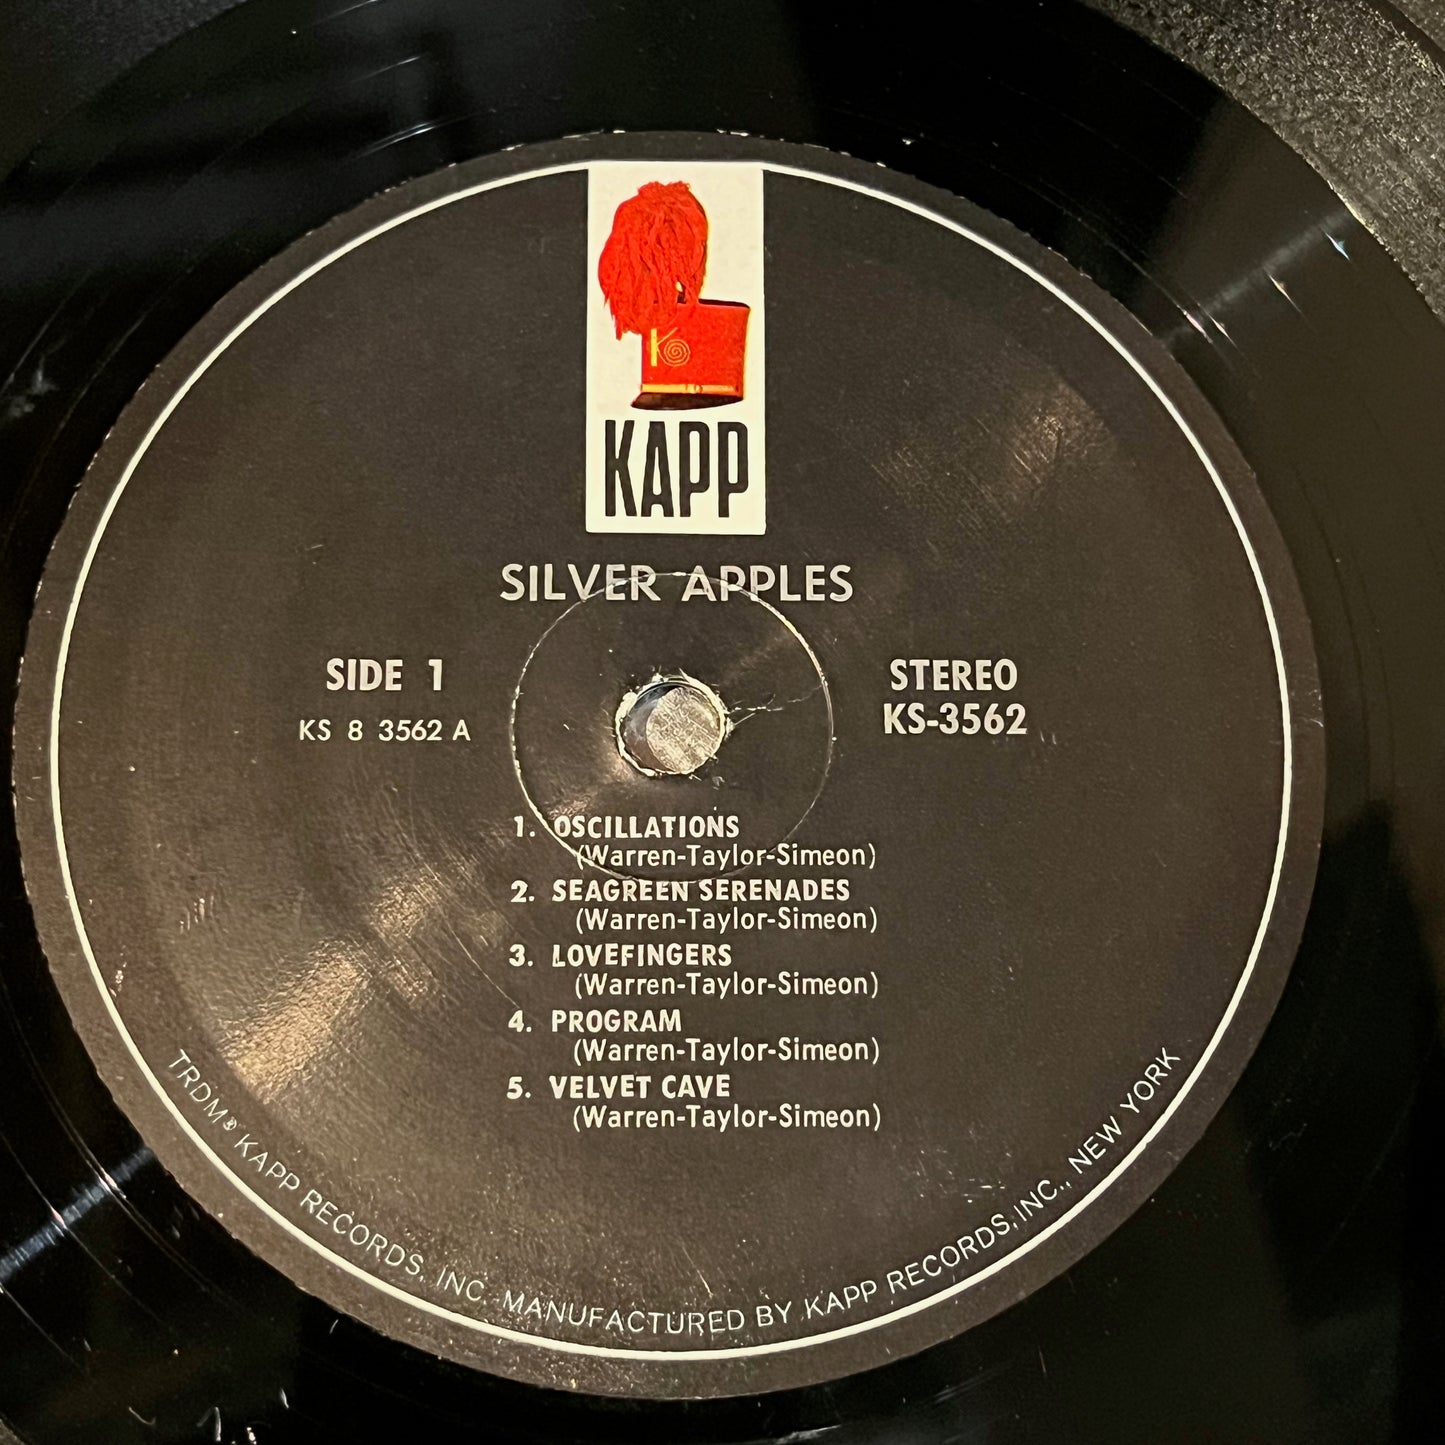 K
KAPP
SILVER APPLES
SIDE 1
KS 8 3562 A
STEREO
KS-3562
1. OSCILLATIONS
(Warren-Taylor-Simeon)
2. SEAGREEN SERENADES
(Warren-Taylor-Simeon)
3. LOVEFINGERS
(Warren-Taylor-Simeon)
4. PROGRAM
(Warren-Taylor-Simeon)
5. VELVET CAVE
(Warren-Taylor-Simeon)
TRDM® KAPP RECORDS, INC. MANUFACTURED BY KAPP RECORDS, INC., NEW YORK